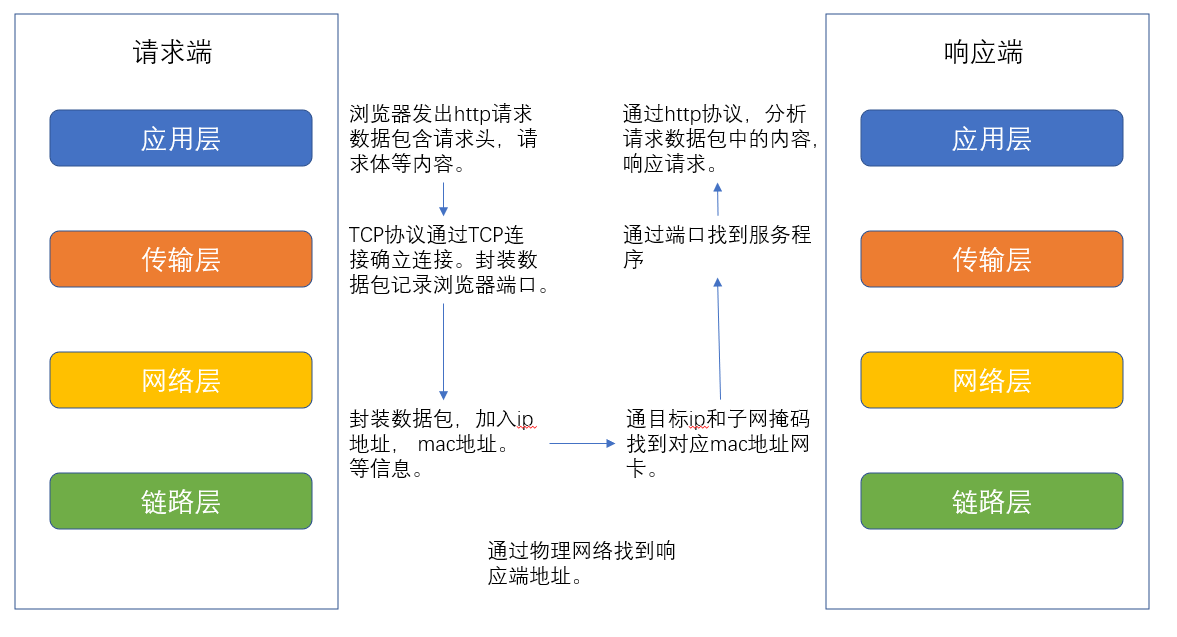 请求端
应用层
传输层
网络层
链路层
浏览器发出http请求
数据包含请求头，请
求体等内容。
TCP协议通过TCP连
接确立连接。封装数
据包记录浏览器端口。
封装数据包，加入ip
地址， mac地址。
等信息。
通过http协议，分析
请求数据包中的内容，
响应请求。
通过端口找到服务程
序
通目标ip和子网掩码
找到对应mac地址网
卡。
通过物理网络找到响
应端地址。
响应端
应用层
传输层
网络层
链路层